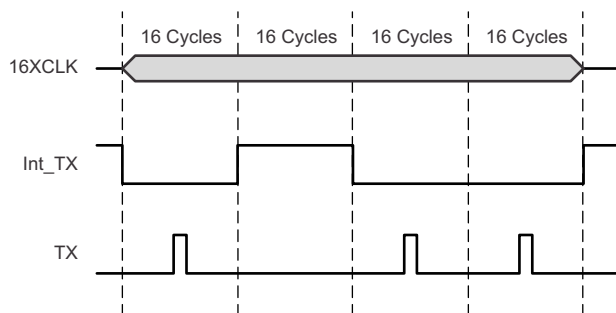 16 Cycles 16 Cycles 16 Cycles 16 Cycles
16XCLK
Int_TX
TX